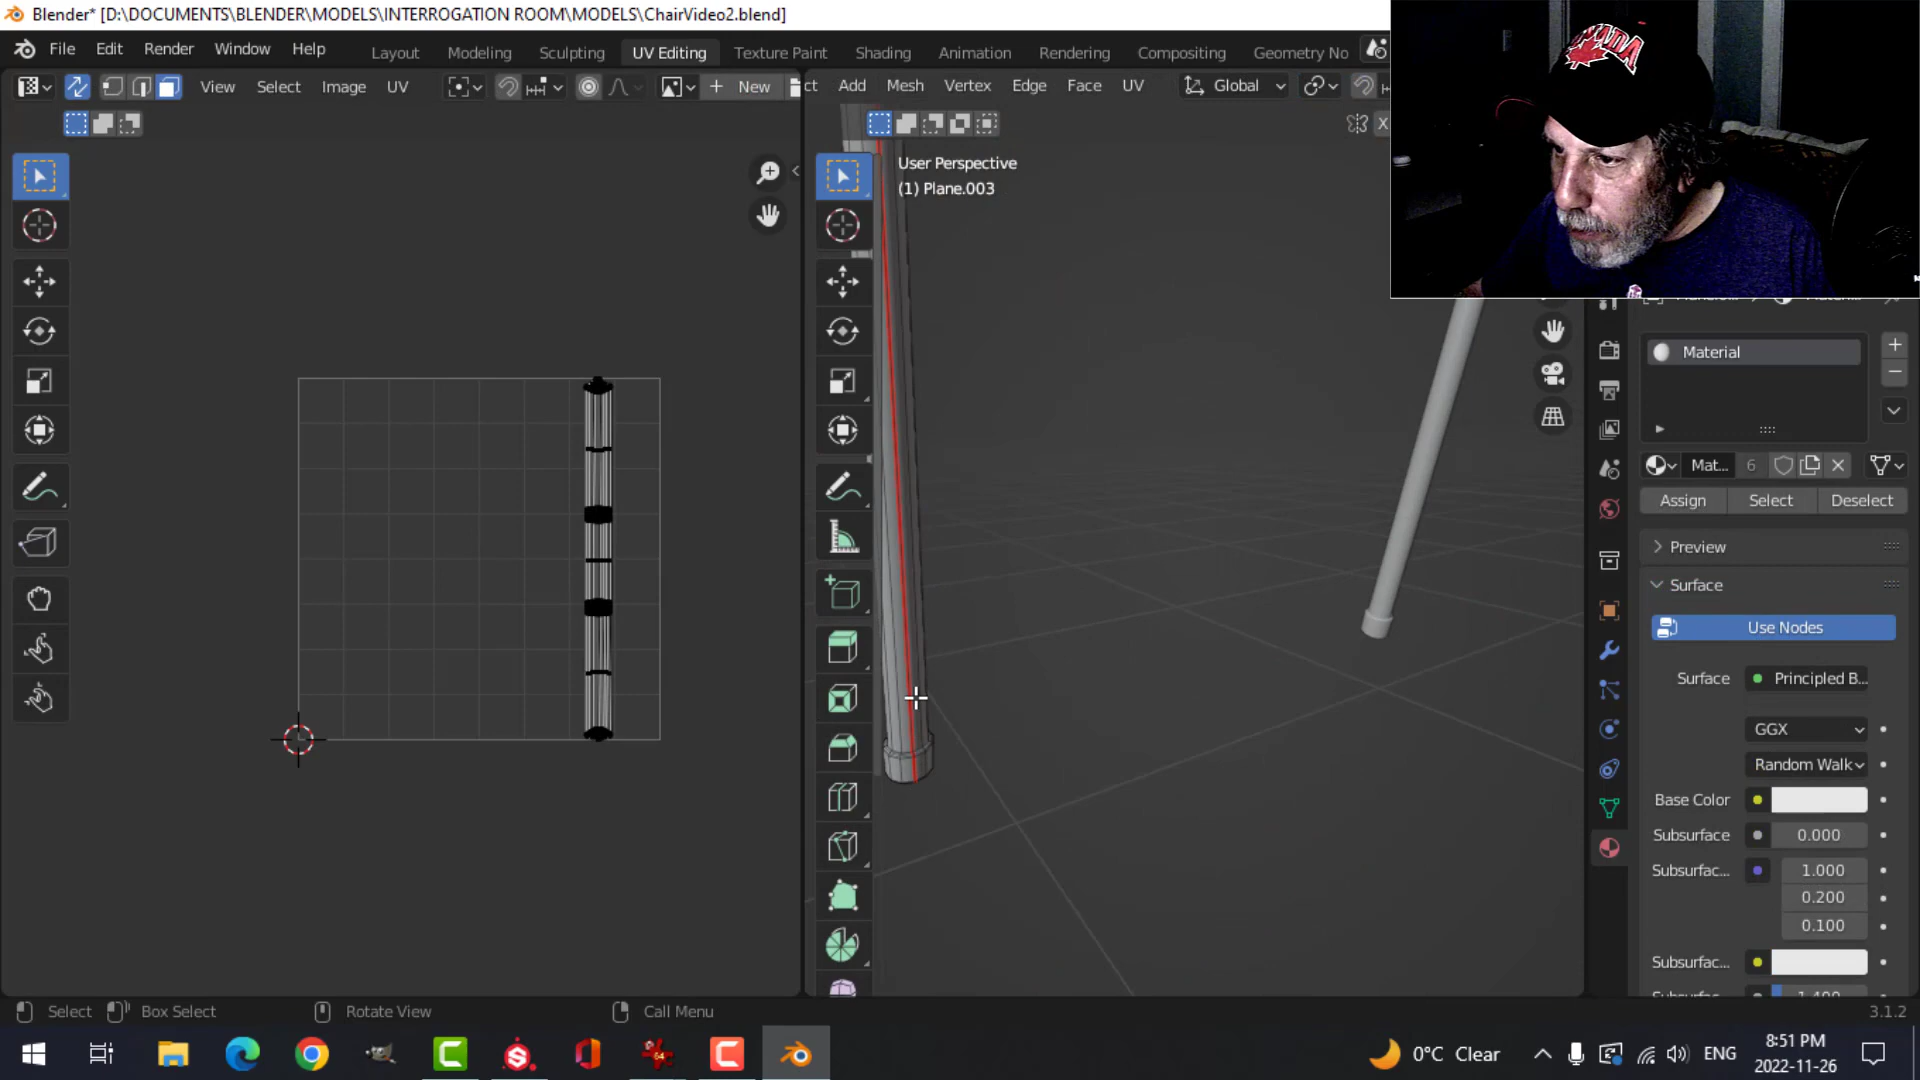 Blender* [D:\DOCUMENTS\BLENDER\MODELS\INTERROGATION ROOM\MODELS\ChairVideo2.blend]
File Edit Render Window Help Layout Modeling Sculpting UV Editing Texture Paint Shading Animation Rendering Compositing Geometry No
View Select Image UV New ct Add Mesh Vertex Edge Face UV Global
X
User Perspective
(1) Plane.003
Material
Mat... 6
Assign Select Deselect
Preview
Surface
Use Nodes
Surface Principled B...
GGX
Random Walk
Base Color
Subsurface 0.000
Subsurfac... 1.000
0.200
0.100
Subsurfac...
Subsurfac... 1.400
Select Box Select Rotate View Call Menu 3.1.2
0°C Clear ENG 8:51 PM
2022-11-26